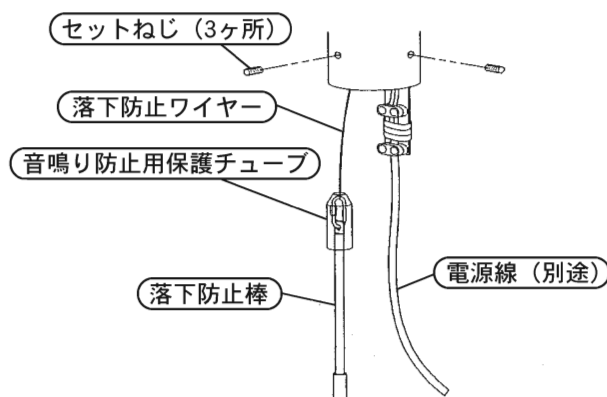 セットねじ（3ヶ所）
落下防止ワイヤー
音鳴り防止用保護チューブ
落下防止棒
電源線（別途）